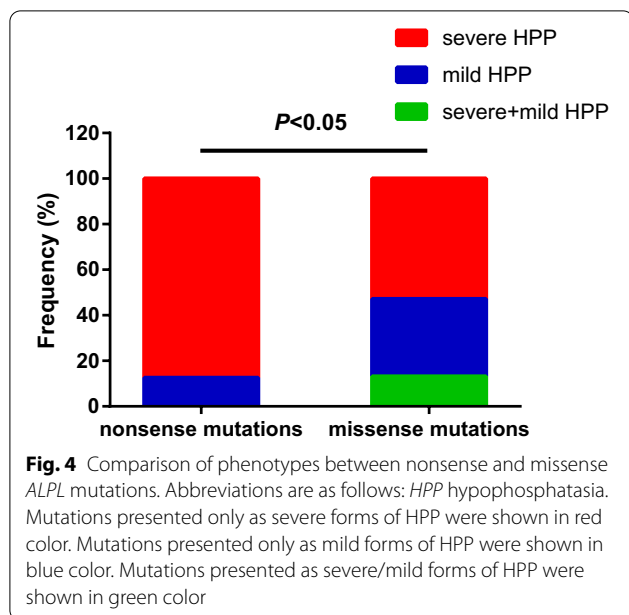 severe HPP
mild HPP
severe+mild HPP
P<0.05
Frequency (%)
120
100
80
60
40
20
0
nonsense mutations
missense mutations
Fig. 4 Comparison of phenotypes between nonsense and missense
ALPL mutations. Abbreviations are as follows: HPP hypophosphatasia.
Mutations presented only as severe forms of HPP were shown in red
color. Mutations presented only as mild forms of HPP were shown in
blue color. Mutations presented as severe/mild forms of HPP were
shown in green color